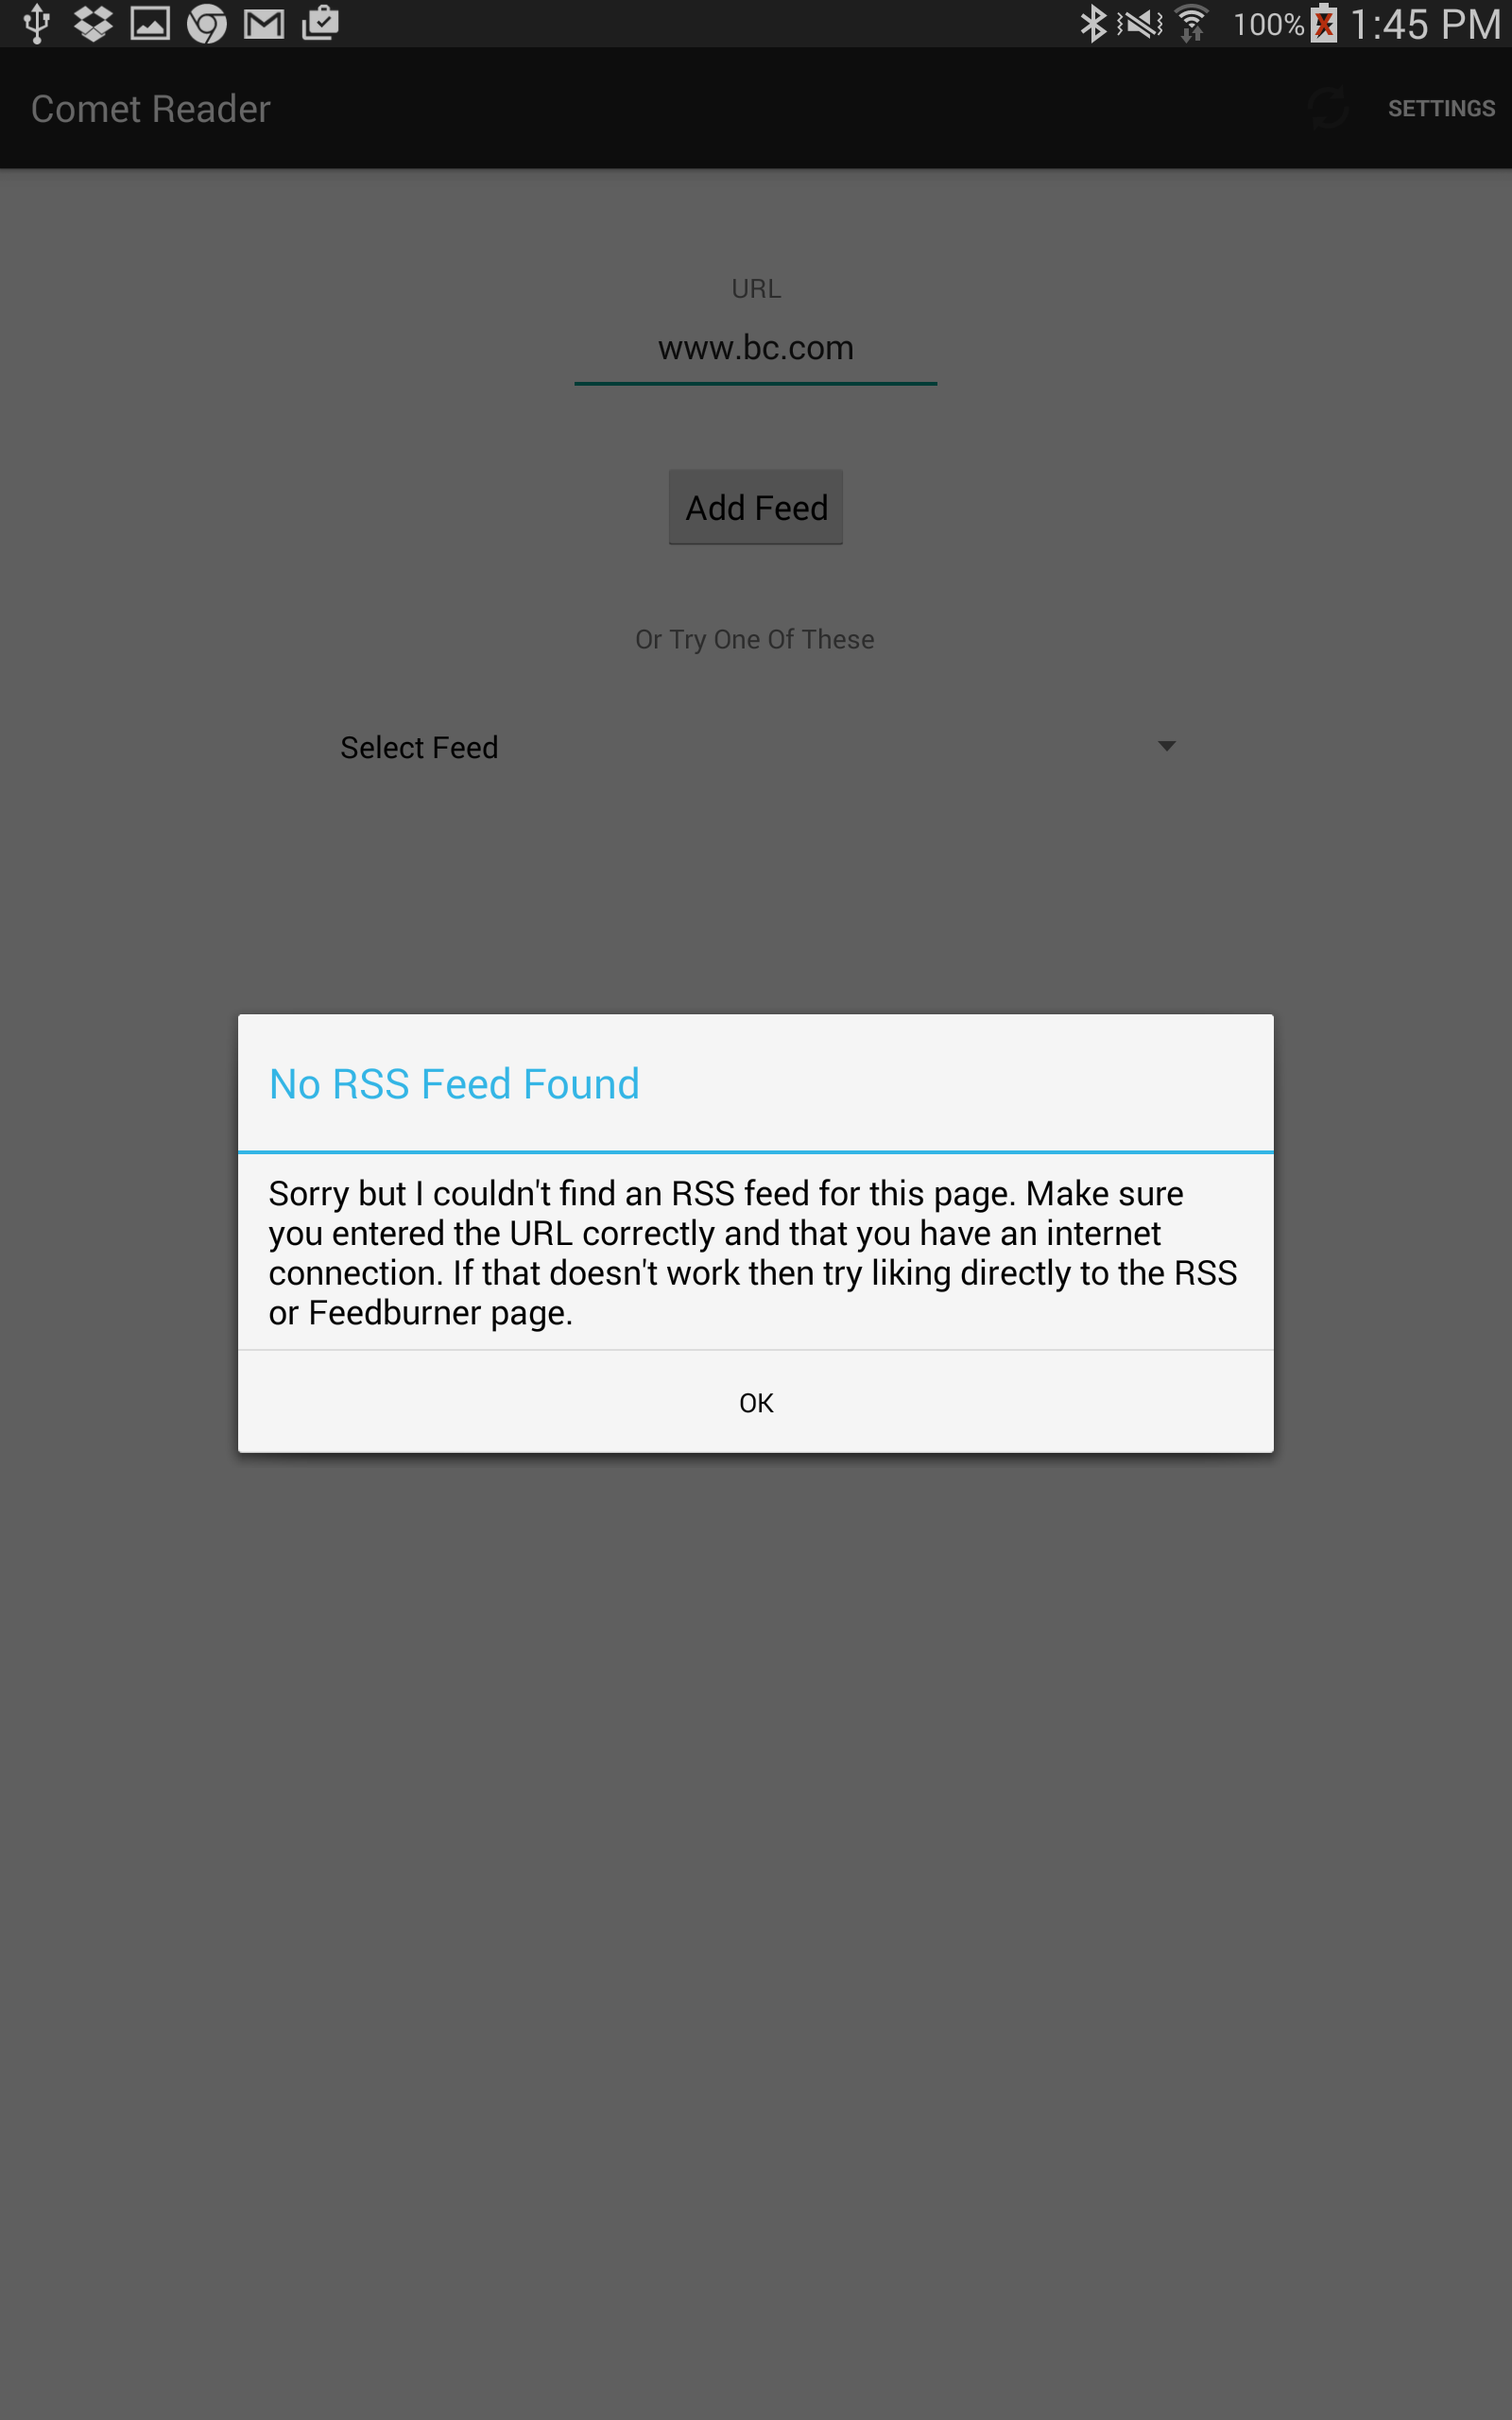 100% 1:45 PM
Comet Reader
SETTINGS
URL
www.bc.com
Add Feed
Or Try One Of These
Select Feed
No RSS Feed Found
Sorry but I couldn't find an RSS feed for this page. Make sure
you entered the URL correctly and that you have an internet
connection. If that doesn't work then try liking directly to the RSS
or Feedburner page.
OK